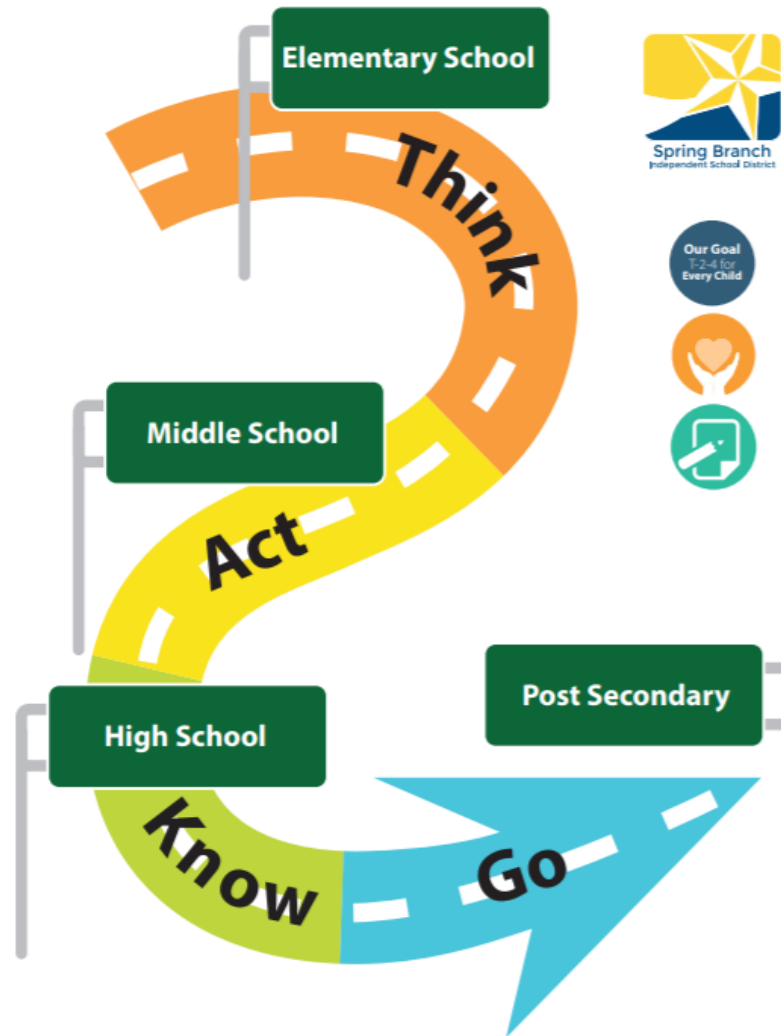 Elementary School
Think
Spring Branch
Independent School District
Our Goal
T-2-4 for
Every Child
Middle School
Act
High School
Post Secondary
Know
Go